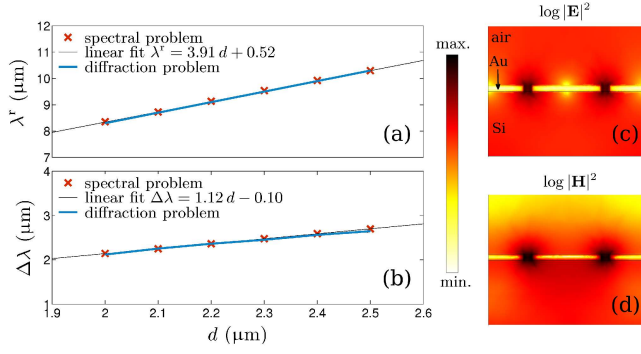 12
11
10
9
8
7
λʳ (μm)
spectral problem
linear fit λʳ = 3.91 d + 0.52
diffraction problem
(a)
4
3
2
1
Δλ (μm)
spectral problem
linear fit Δλ = 1.12 d − 0.10
diffraction problem
(b)
1.9 2 2.1 2.2 2.3 2.4 2.5 2.6
d (μm)
max.
min.
log |E|²
air
Au
Si
(c)
log |H|²
(d)